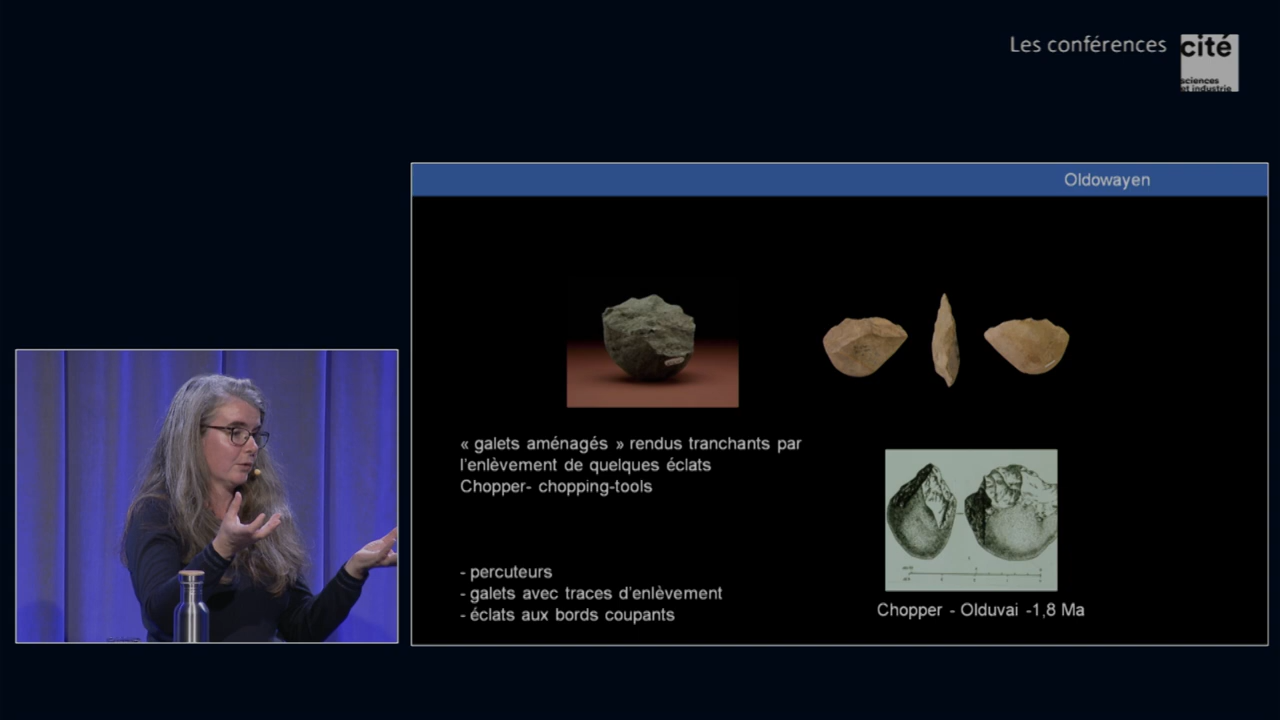 Les conférences
cité
sciences
et industrie
Oldowayen
« galets aménagés » rendus tranchants par
l'enlèvement de quelques éclats
Chopper- chopping-tools
- percuteurs
- galets avec traces d'enlèvement
- éclats aux bords coupants
Chopper - Olduvai -1,8 Ma